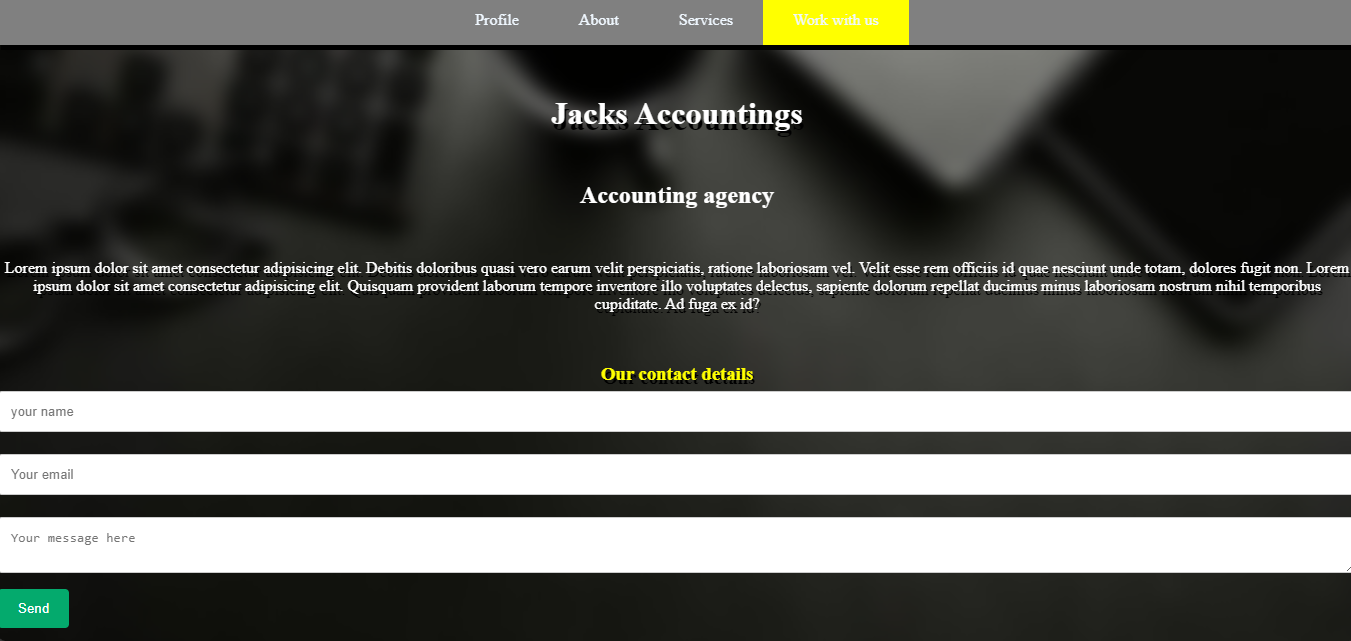 Profile About Services Work with us
Jacks Accountings
Accounting agency
Lorem ipsum dolor sit amet consectetur adipisicing elit. Debitis doloribus quasi vero earum velit perspiciatis, ratione laboriosam vel. Velit esse rem officiis id quae nesciunt unde totam, dolores fugit non. Lorem
ipsum dolor sit amet consectetur adipisicing elit. Quisquam provident laborum tempore inventore illo voluptates delectus, sapiente dolorum repellat ducimus minus laboriosam nostrum nihil temporibus
cupiditate. Ad fuga ex id?
Our contact details
your name
Your email
Your message here
Send